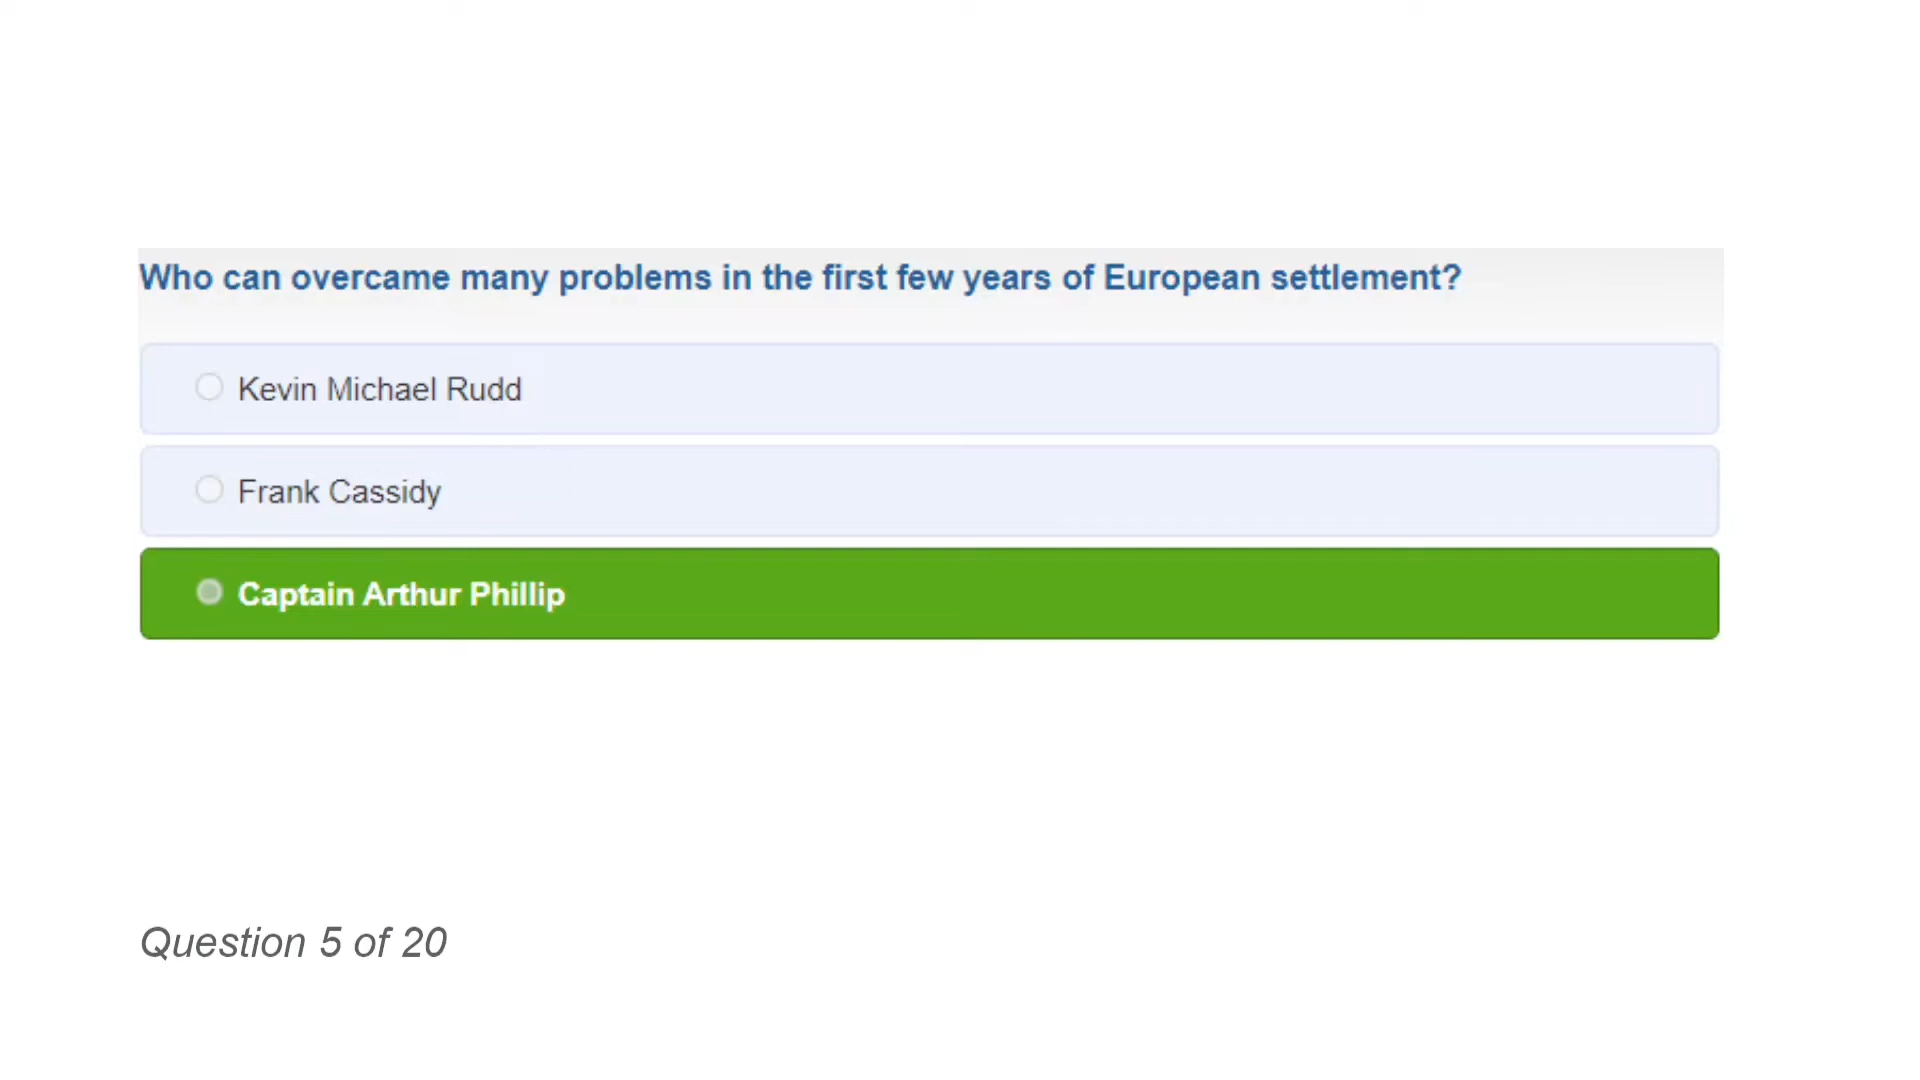 Who can overcame many problems in the first few years of European settlement?
Kevin Michael Rudd
Frank Cassidy
Captain Arthur Phillip
Question 5 of 20